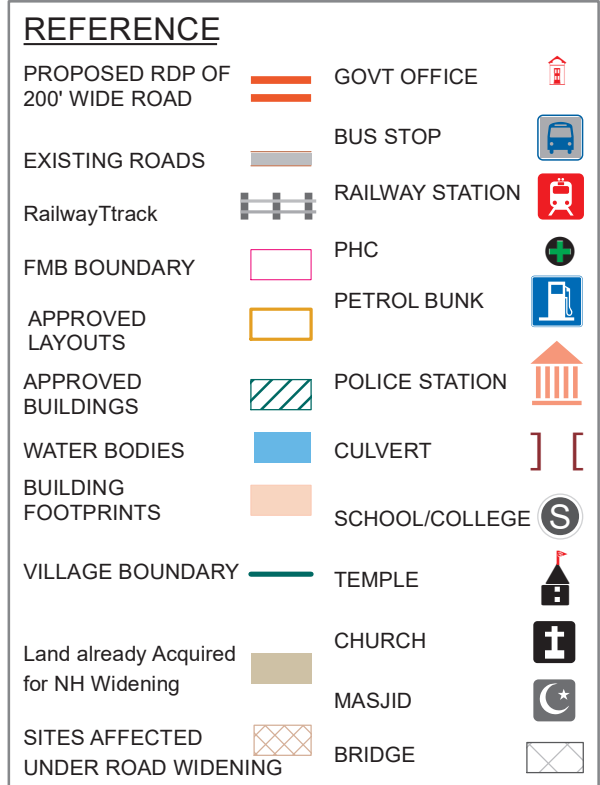 REFERENCE
PROPOSED RDP OF
200' WIDE ROAD
EXISTING ROADS
RailwayTtrack
FMB BOUNDARY
APPROVED
LAYOUTS
APPROVED
BUILDINGS
WATER BODIES
BUILDING
FOOTPRINTS
VILLAGE BOUNDARY
Land already Acquired
for NH Widening
SITES AFFECTED
UNDER ROAD WIDENING
GOVT OFFICE
BUS STOP
RAILWAY STATION
PHC
PETROL BUNK
POLICE STATION
CULVERT
SCHOOL/COLLEGE
S
TEMPLE
CHURCH
MASJID
BRIDGE